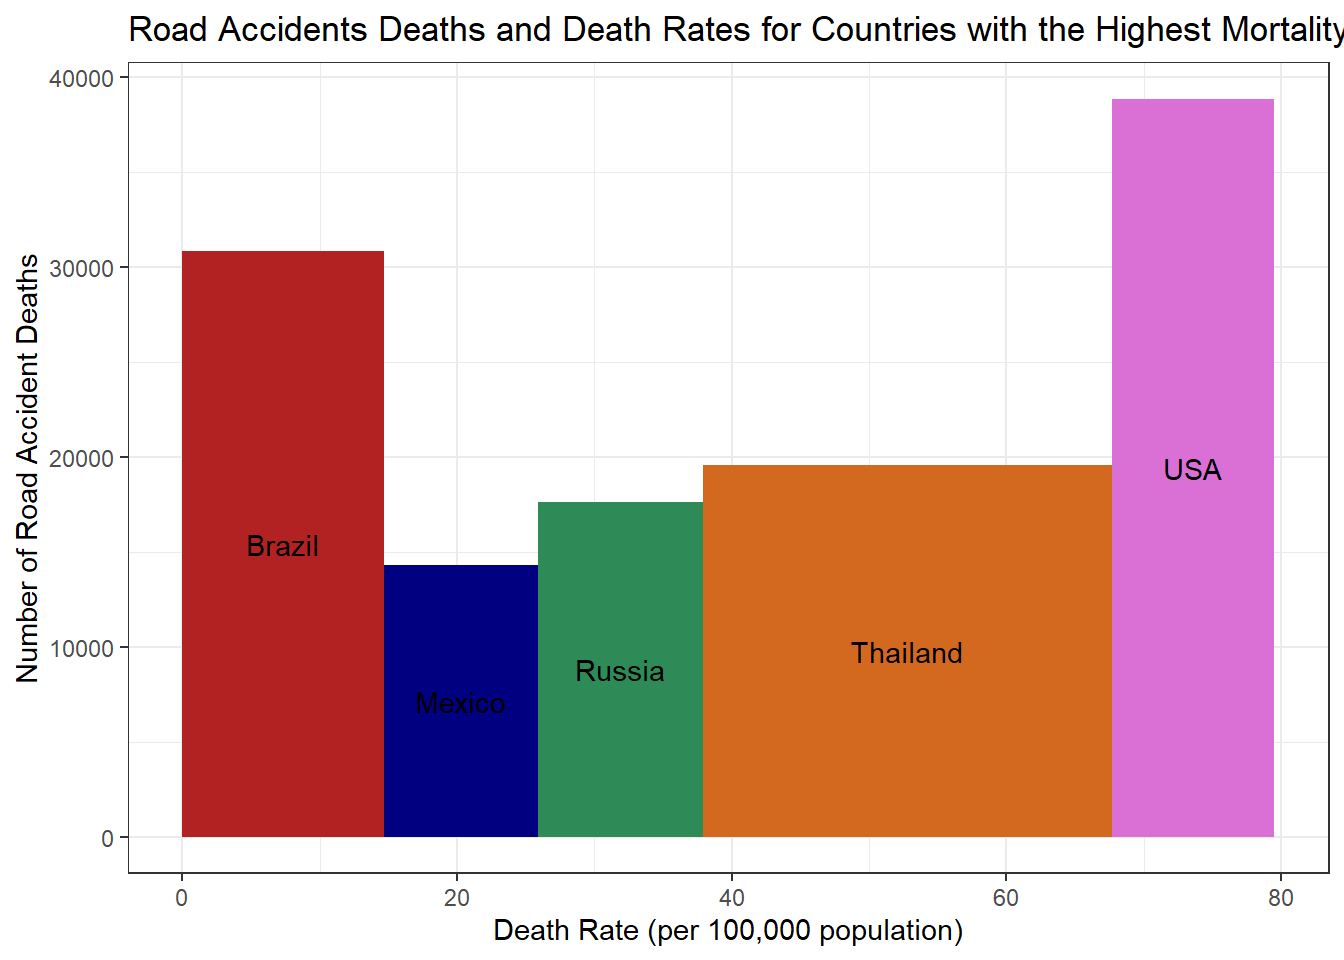 Road Accidents Deaths and Death Rates for Countries with the Highest Mortality
40000
30000
20000
10000
0
Number of Road Accident Deaths
Brazil
Mexico
Russia
Thailand
USA
0 20 40 60 80
Death Rate (per 100,000 population)